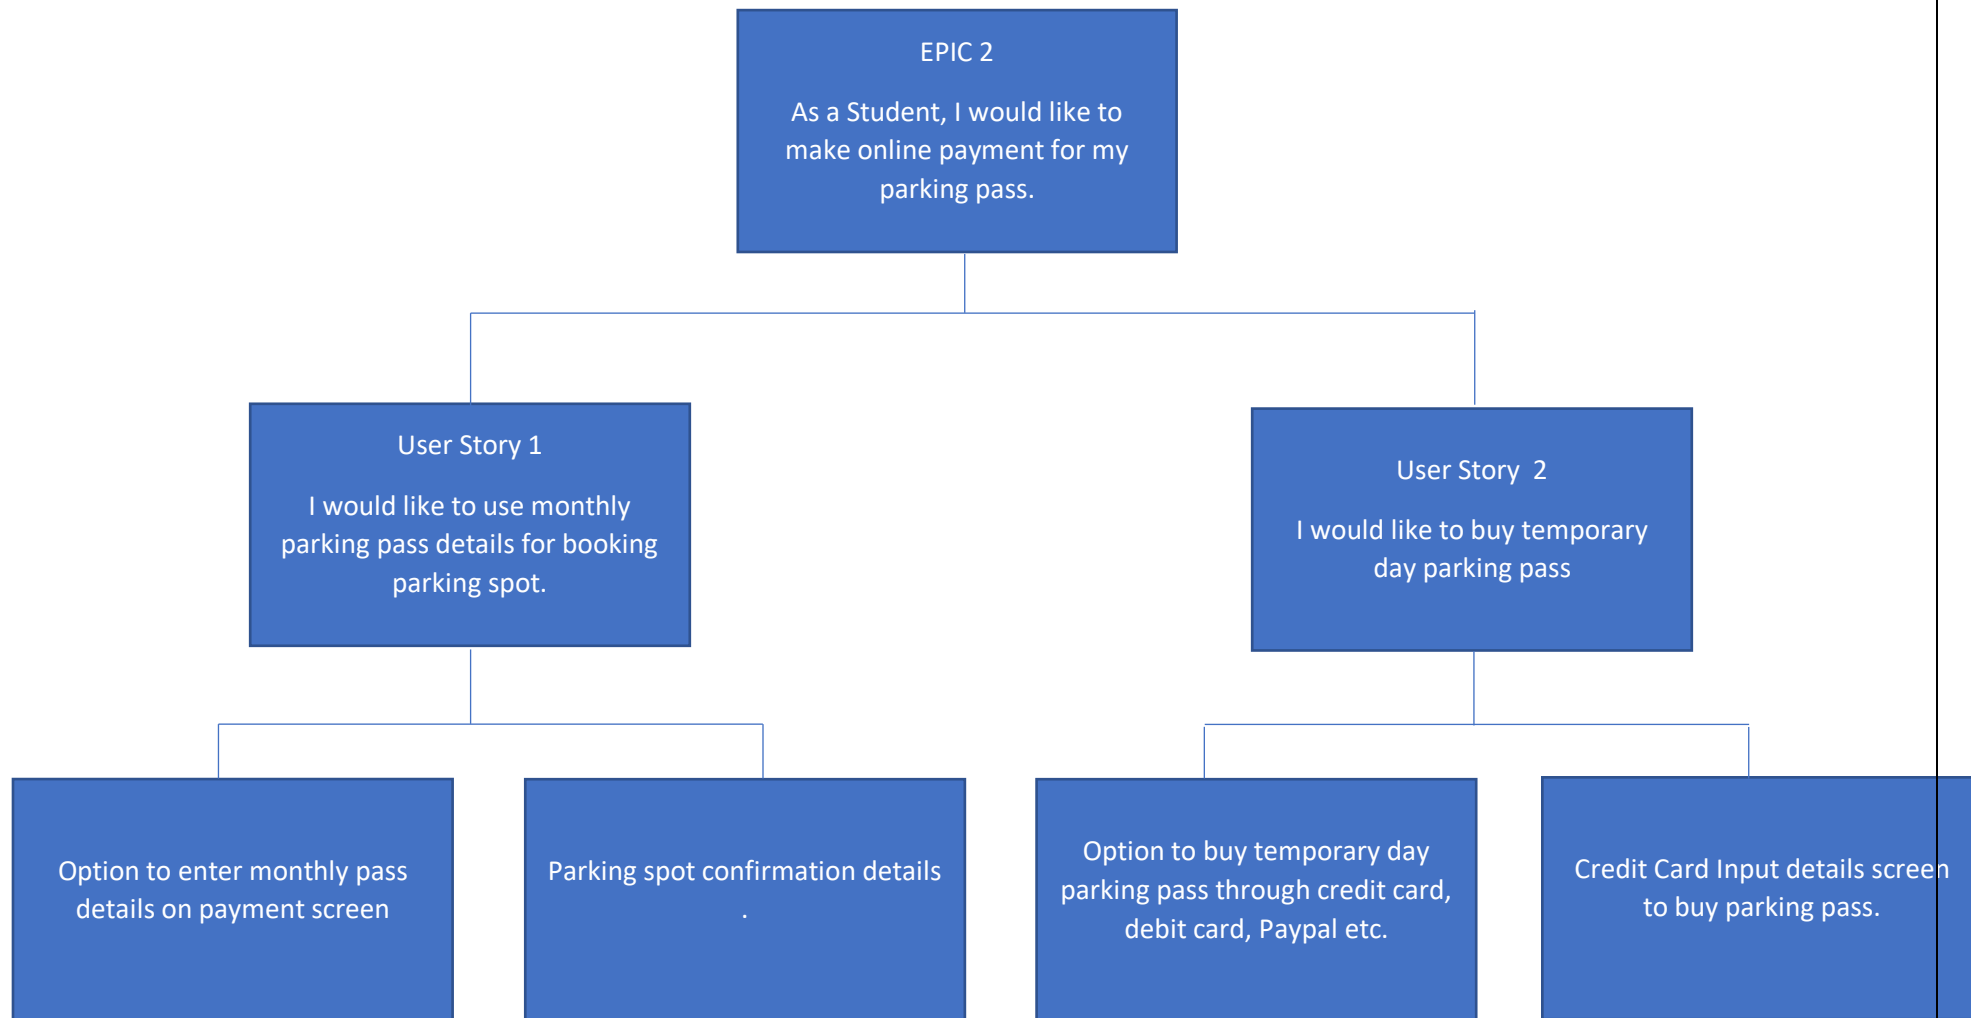 EPIC 2
As a Student, I would like to
make online payment for my
parking pass.
User Story 1
I would like to use monthly
parking pass details for booking
parking spot.
User Story  2
I would like to buy temporary
day parking pass
Option to enter monthly pass
details on payment screen
Parking spot confirmation details
.
Option to buy temporary day
parking pass through credit card,
debit card, Paypal etc.
Credit Card Input details screen
to buy parking pass.